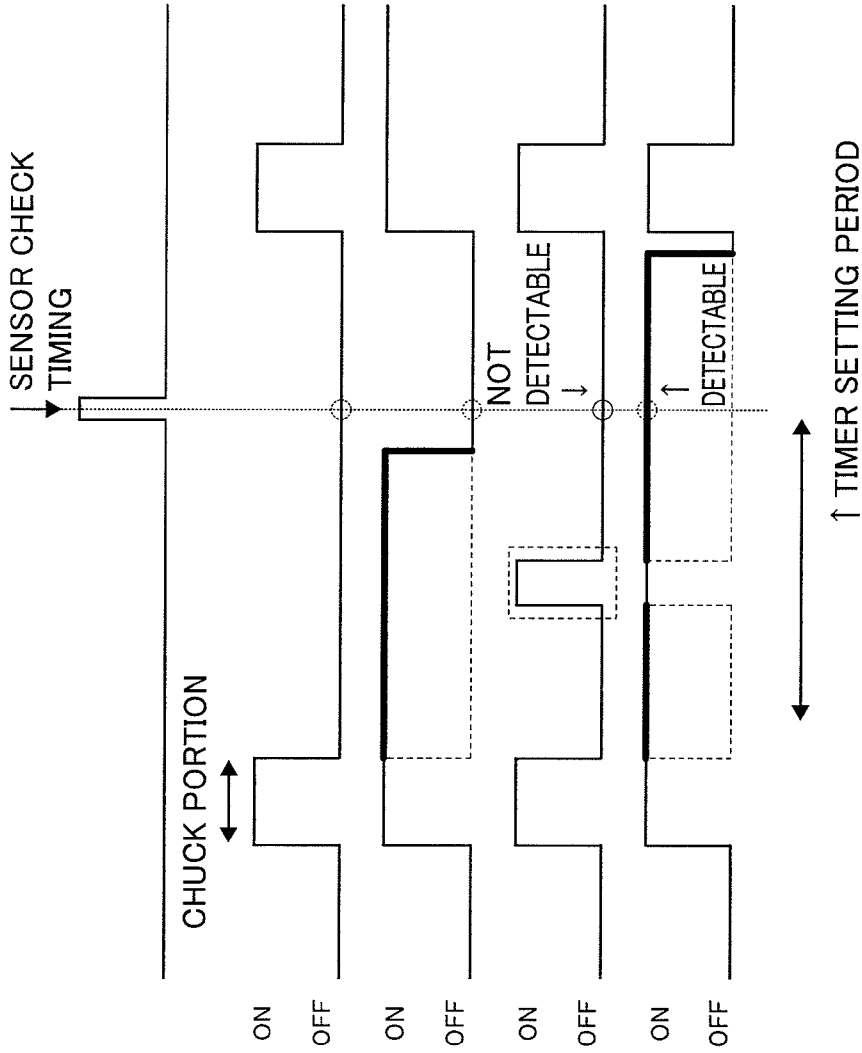 SENSOR CHECK
TIMING
CHUCK PORTION
ON
OFF
ON
OFF
NOT
DETECTABLE
↓
ON
OFF
↑
DETECTABLE
ON
OFF
↑ TIMER SETTING PERIOD